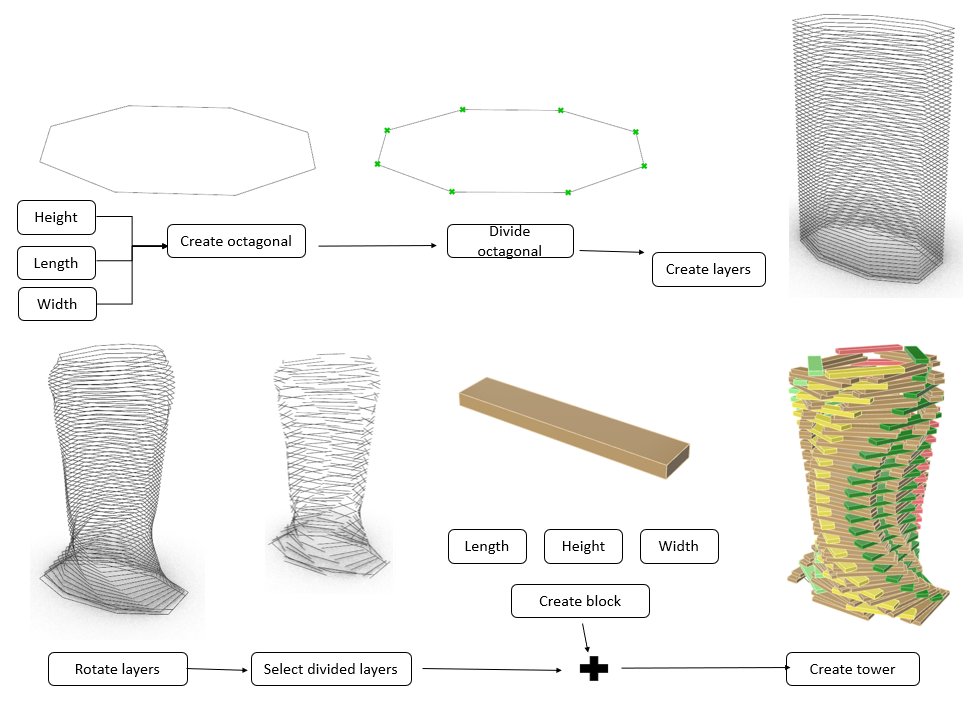 Height
Length
Width
Create octagonal
Divide
octagonal
Create layers
Length
Height
Width
Create block
Rotate layers
Select divided layers
Create tower